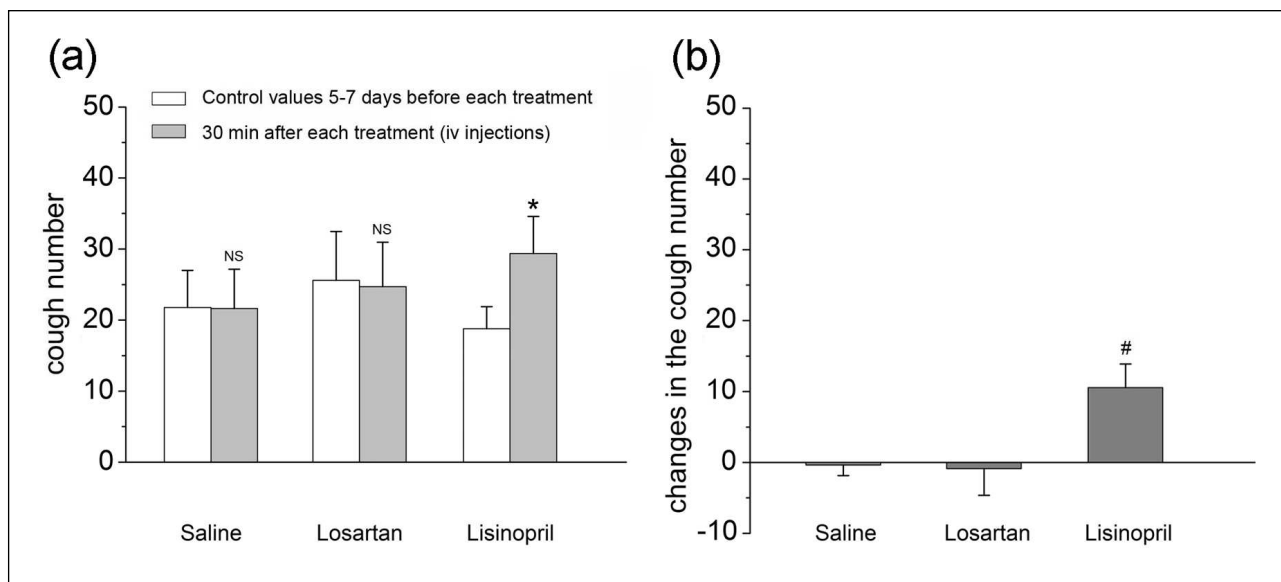 (a)
Control values 5-7 days before each treatment
30 min after each treatment (iv injections)
cough number
50
40
30
20
10
0
NS
NS
*
Saline
Losartan
Lisinopril
(b)
changes in the cough number
50
40
30
20
10
0
-10
#
Saline
Losartan
Lisinopril